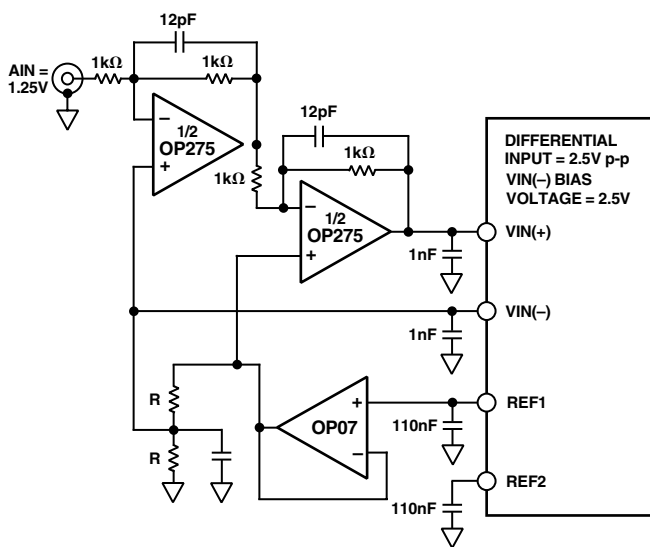 12pF
AIN =
1.25V
1kΩ
1kΩ
–
+
1/2
OP275
1kΩ
12pF
1kΩ
–
+
1/2
OP275
DIFFERENTIAL
INPUT = 2.5V p-p
VIN(–) BIAS
VOLTAGE = 2.5V
VIN(+)
1nF
VIN(–)
1nF
R
R
+
–
OP07
REF1
110nF
REF2
110nF